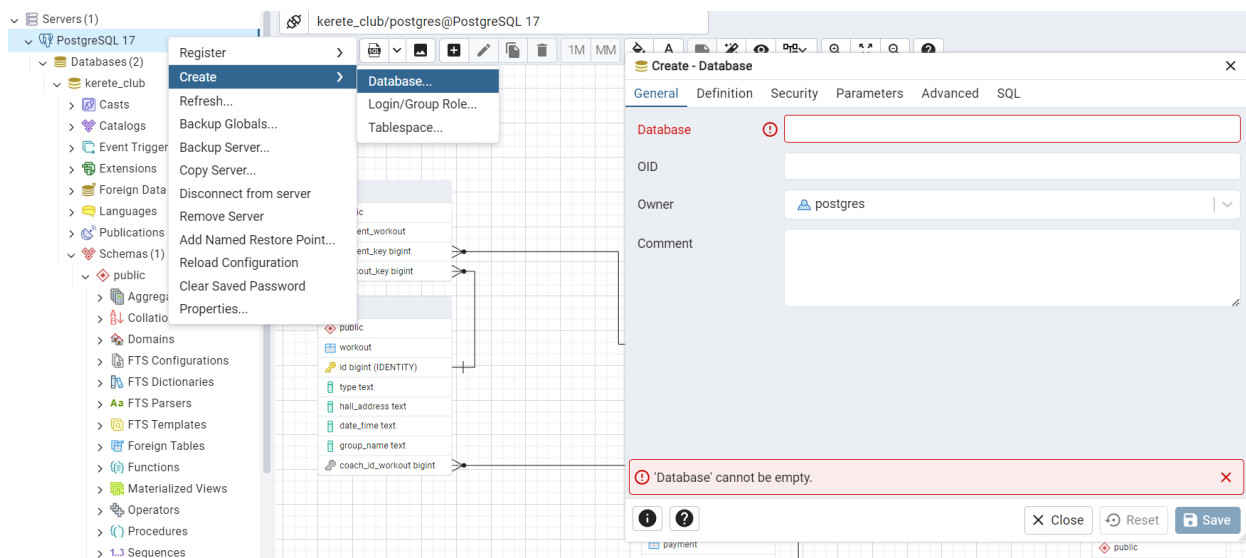 Servers (1)
PostgreSQL 17
Databases (2)
kerete_club
Casts
Catalogs
Event Trigger
Extensions
Foreign Data
Languages
Publications
Schemas (1)
public
Aggrega
Collatio
Domains
FTS Configurations
FTS Dictionaries
Aa FTS Parsers
FTS Templates
Foreign Tables
Functions
Materialized Views
Operators
Procedures
1..3 Sequences
kerete_club/postgres@PostgreSQL 17
1M MM
Register
Create
Refresh...
Backup Globals...
Backup Server...
Copy Server...
Disconnect from server
Remove Server
Add Named Restore Point...
Reload Configuration
Clear Saved Password
Properties...
Database...
Login/Group Role...
Tablespace...
ent_workout
ent_key bigint
out_key bigint
public
workout
id bigint (IDENTITY)
type text
hall_address text
date_time text
group_name text
coach_id_workout bigint
Create - Database
General Definition Security Parameters Advanced SQL
Database
OID
Owner
postgres
Comment
'Database' cannot be empty.
Close Reset Save
payment
public